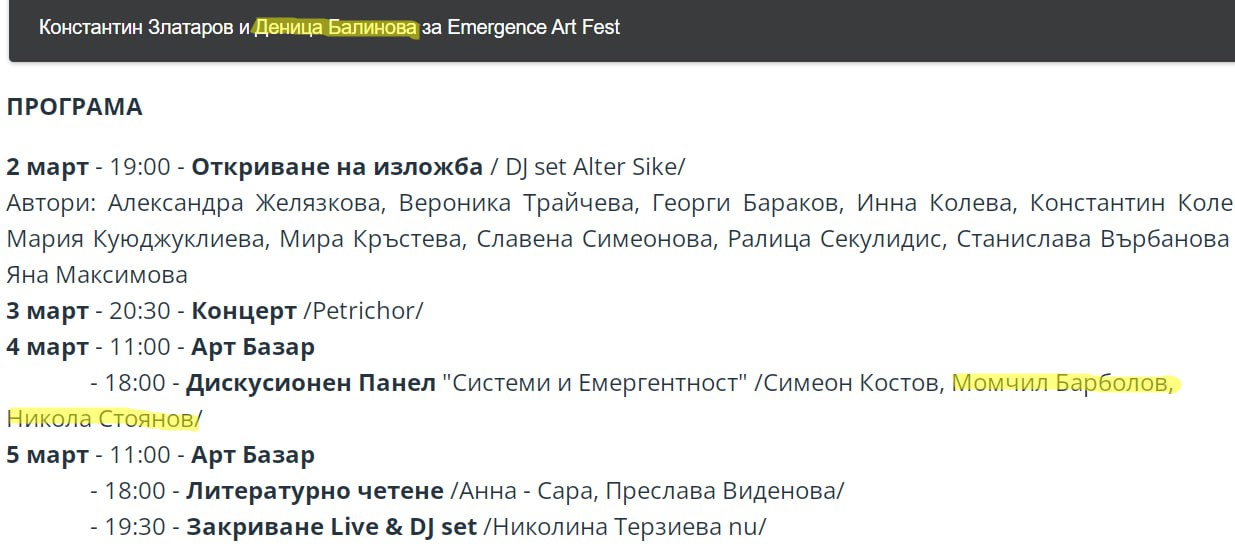 Константин Златаров и Деница Балинова за Emergence Art Fest
ПРОГРАМА
2 март - 19:00 - Откриване на изложба / DJ set Alter Sike/
Автори: Александра Желязкова, Вероника Трайчева, Георги Бараков, Инна Колева, Константин Коле
Мария Куюджуклиева, Мира Кръстева, Славена Симеонова, Ралица Секулидис, Станислава Върбанова
Яна Максимова
3 март - 20:30 - Концерт /Petrichor/
4 март - 11:00 - Арт Базар
- 18:00 - Дискусионен Панел "Системи и Емергентност" /Симеон Костов, Момчил Барболов,
Никола Стоянов/
5 март - 11:00 - Арт Базар
- 18:00 - Литературно четене /Анна - Сара, Преслава Виденова/
- 19:30 - Закриване Live & DJ set /Николина Терзиева nu/